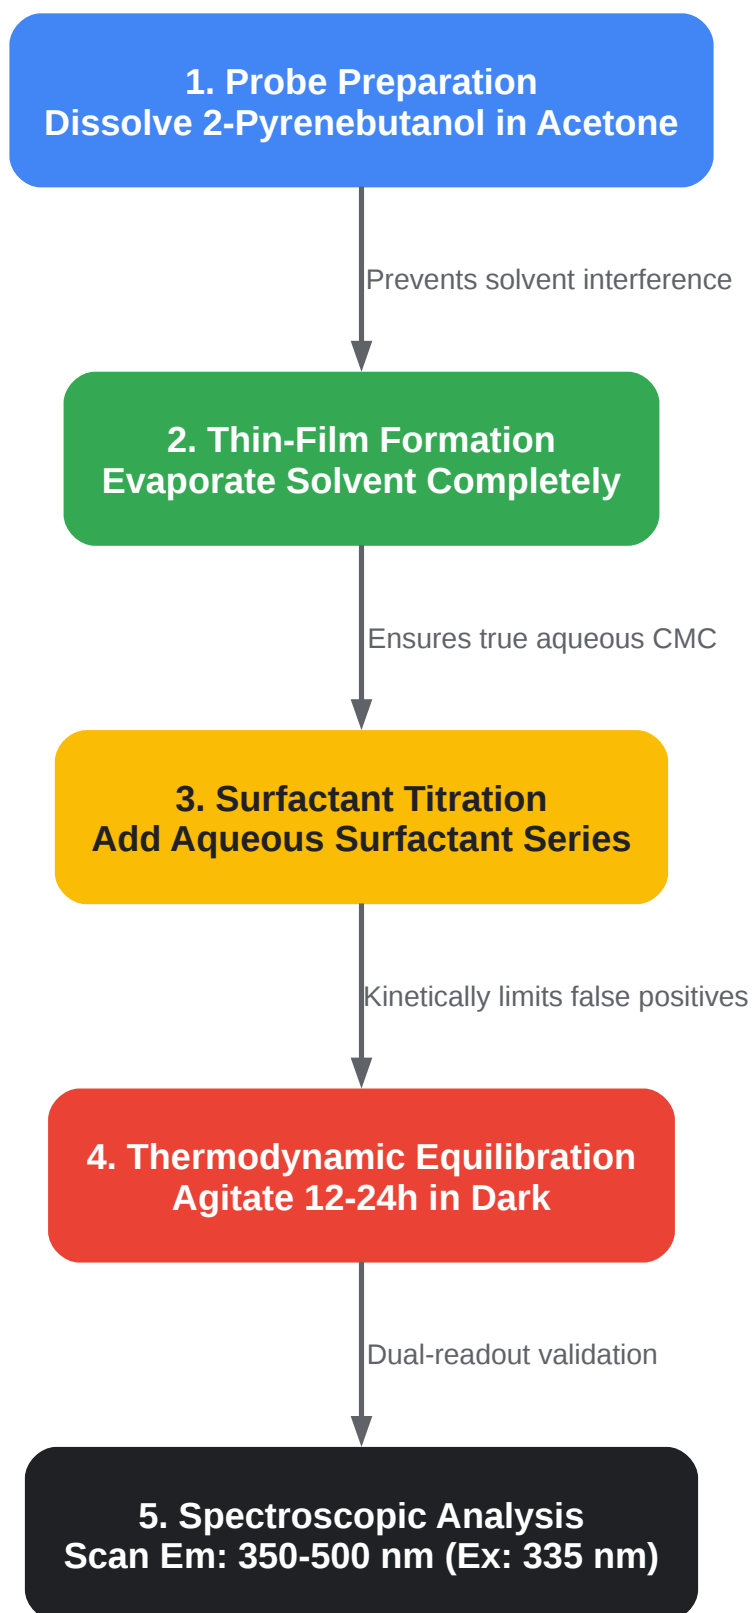 1. Probe Preparation
Dissolve 2-Pyrenebutanol in Acetone
Prevents solvent interference
2. Thin-Film Formation
Evaporate Solvent Completely
Ensures true aqueous CMC
3. Surfactant Titration
Add Aqueous Surfactant Series
Kinetically limits false positives
4. Thermodynamic Equilibration
Agitate 12-24h in Dark
Dual-readout validation
5. Spectroscopic Analysis
Scan Em: 350-500 nm (Ex: 335 nm)